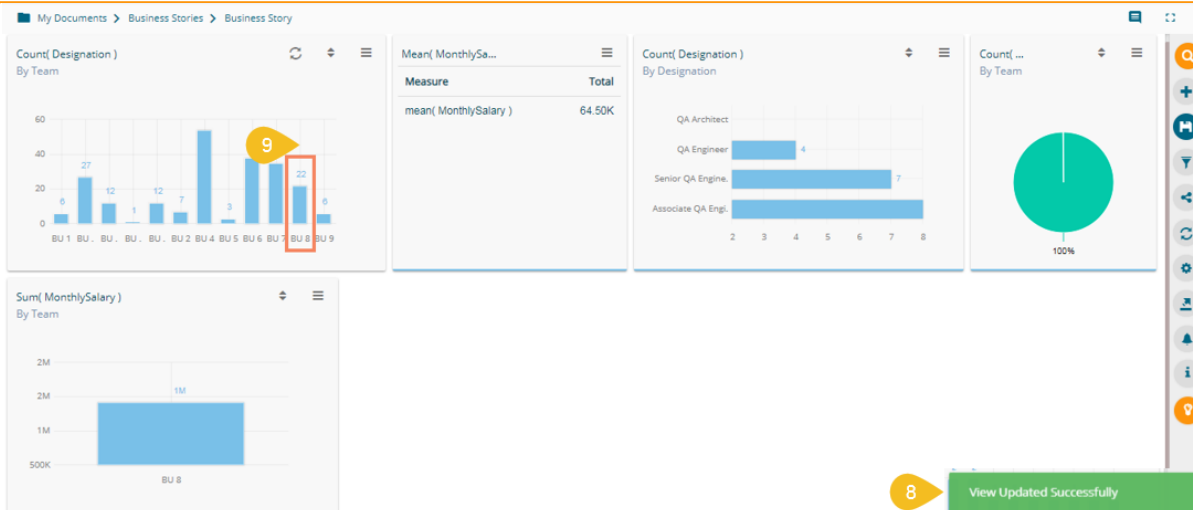 My Documents > Business Stories > Business Story
Count( Designation )
By Team
60
40
20
0
6
27
12
1
12
7
3
22
6
BU 1 BU . BU . BU . BU . BU 2 BU 4 BU 5 BU 6 BU 7 BU 8 BU 9
9
Mean( MonthlySa...
Measure Total
mean( MonthlySalary ) 64.50K
Count( Designation )
By Designation
QA Architect
QA Engineer 4
Senior QA Engine. 7
Associate QA Engi.
2 3 4 5 6 7 8
Count( ...
By Team
100%
Sum( MonthlySalary )
By Team
2M
2M
1M
500K
1M
BU 8
8
View Updated Successfully